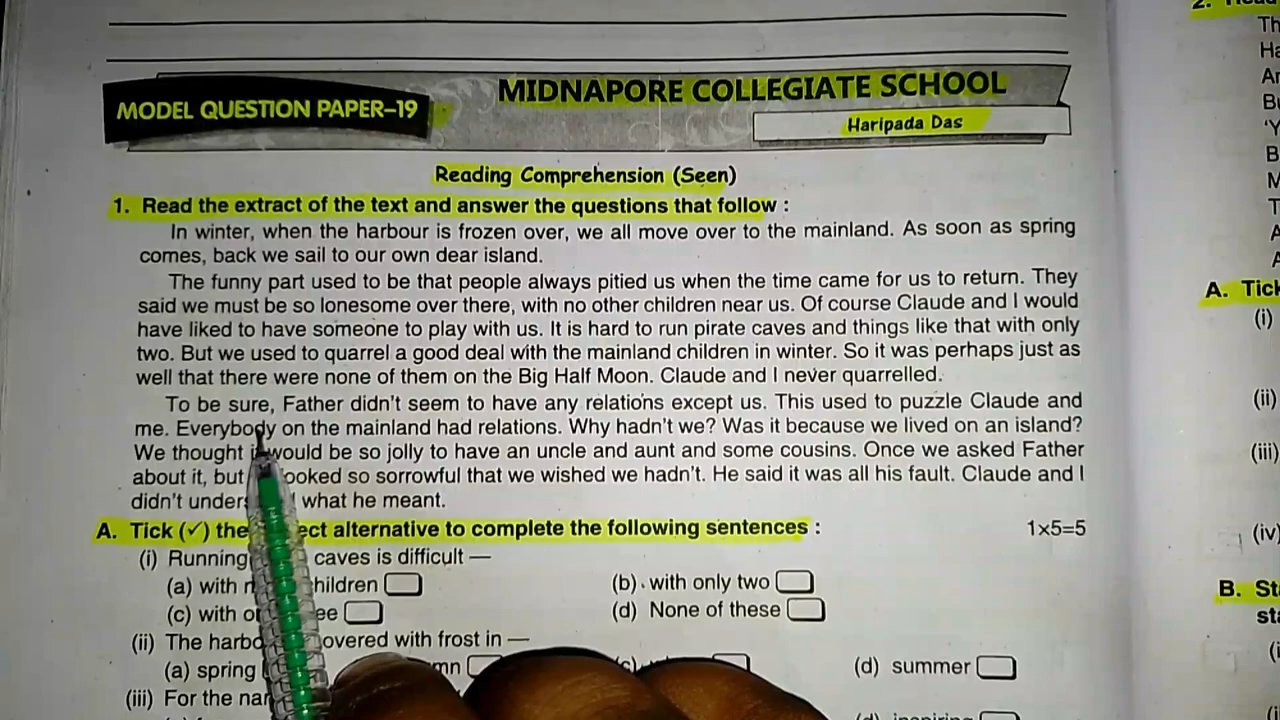 MODEL QUESTION PAPER–19
MIDNAPORE COLLEGIATE SCHOOL
Haripada Das
Reading Comprehension (Seen)
1. Read the extract of the text and answer the questions that follow :
In winter, when the harbour is frozen over, we all move over to the mainland. As soon as spring
comes, back we sail to our own dear island.
The funny part used to be that people always pitied us when the time came for us to return. They
said we must be so lonesome over there, with no other children near us. Of course Claude and I would
have liked to have someone to play with us. It is hard to run pirate caves and things like that with only
two. But we used to quarrel a good deal with the mainland children in winter. So it was perhaps just as
well that there were none of them on the Big Half Moon. Claude and I never quarrelled.
To be sure, Father didn't seem to have any relations except us. This used to puzzle Claude and
me. Everybody on the mainland had relations. Why hadn't we? Was it because we lived on an island?
We thought it would be so jolly to have an uncle and aunt and some cousins. Once we asked Father
about it, but looked so sorrowful that we wished we hadn't. He said it was all his fault. Claude and I
didn't what he meant.
A. Tick (✓) the alternative to complete the following sentences : 1×5=5
(i) Running caves is difficult —
(a) with children (b) with only two
(c) with (d) None of these
(ii) The covered with frost in —
(a) spring (d) summer
(iii) For the
2.
Th
Ha
Ar
B
'Y
B
M
T
A
A
A. Tick
(i)
(ii)
(iii)
(iv)
B. St
sta